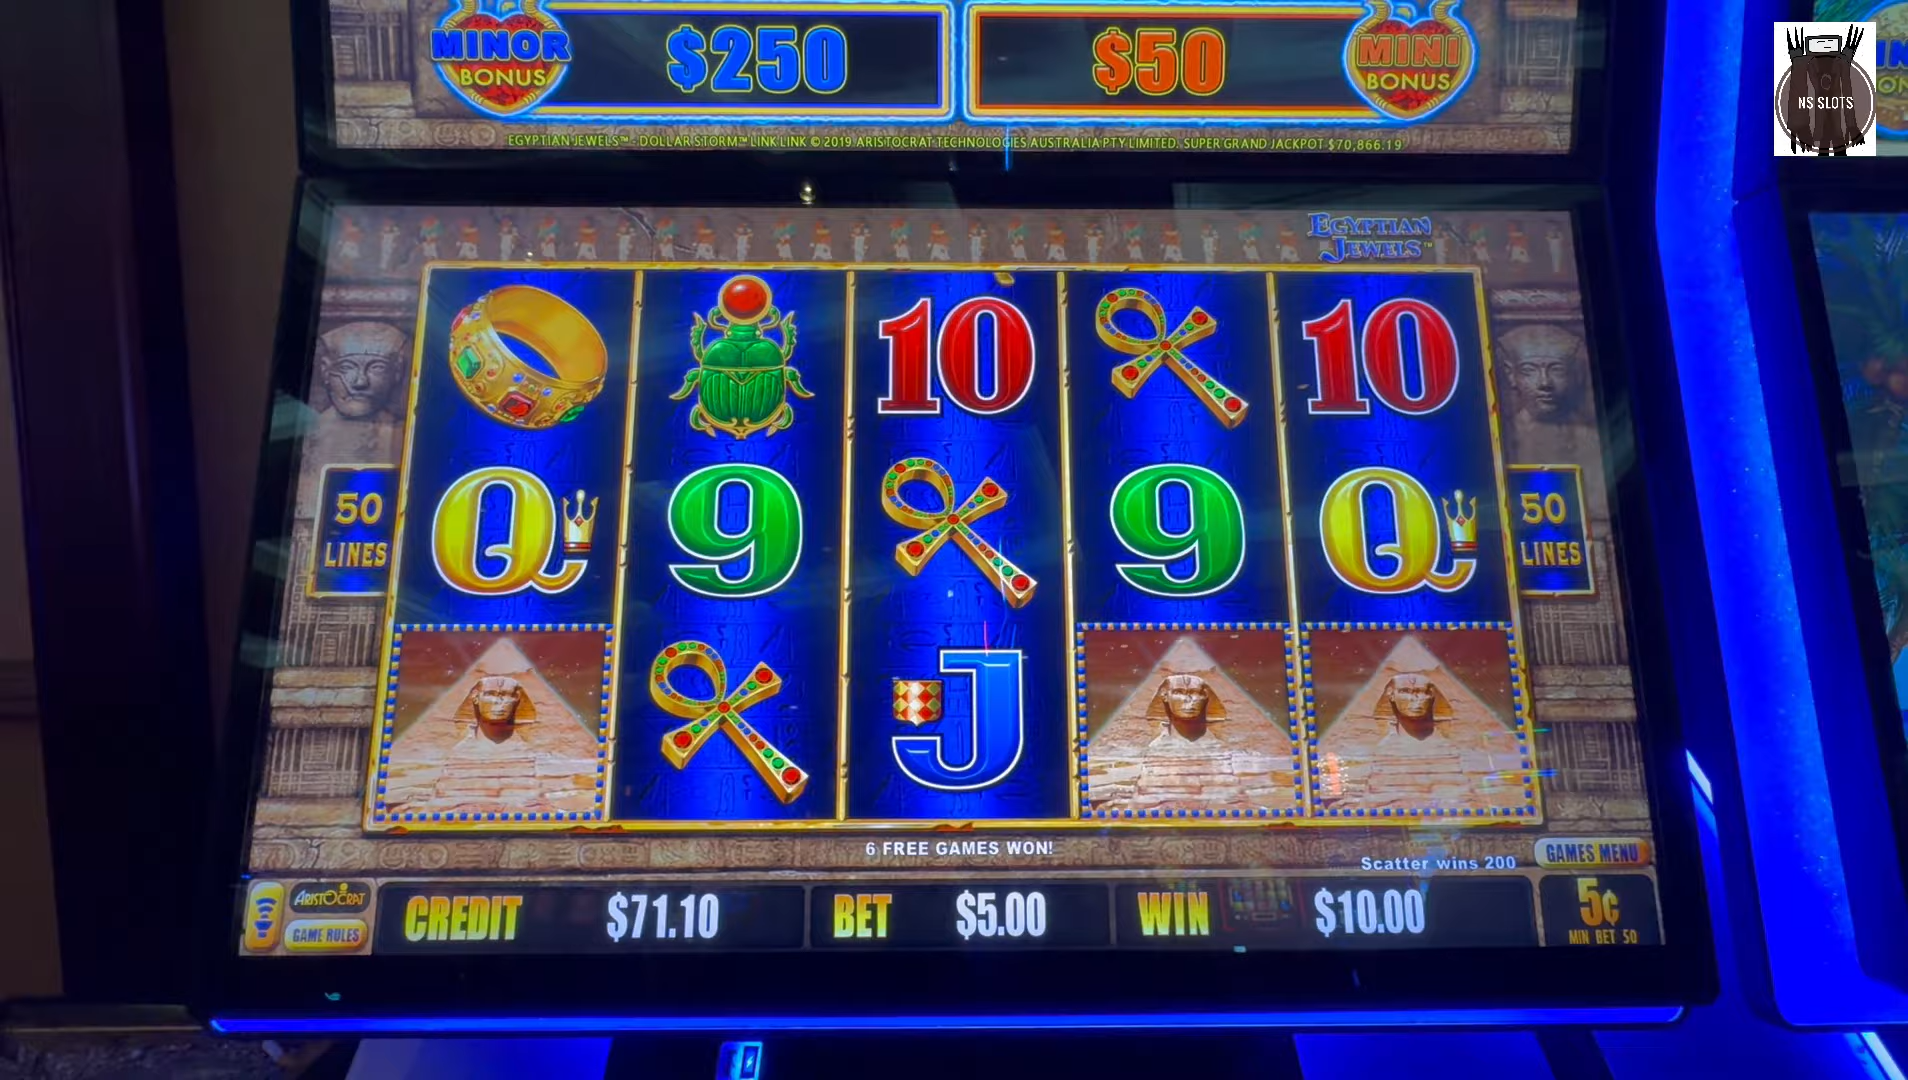 MINOR
BONUS
$250
$50
MINI
BONUS
NS SLOTS
EGYPTIAN JEWELS™ - DOLLAR STORM™ LINK LINK © 2019 ARISTOCRAT TECHNOLOGIES AUSTRALIA PTY LIMITED. SUPER GRAND JACKPOT $70,866.19
EGYPTIAN
JEWELS™
10
10
50
LINES
Q
9
9
Q
50
LINES
J
6 FREE GAMES WON!
Scatter wins 200
GAMES MENU
ARISTOCRAT
GAME RULES
CREDIT $71.10
BET $5.00
WIN $10.00
5¢
MIN BET 50